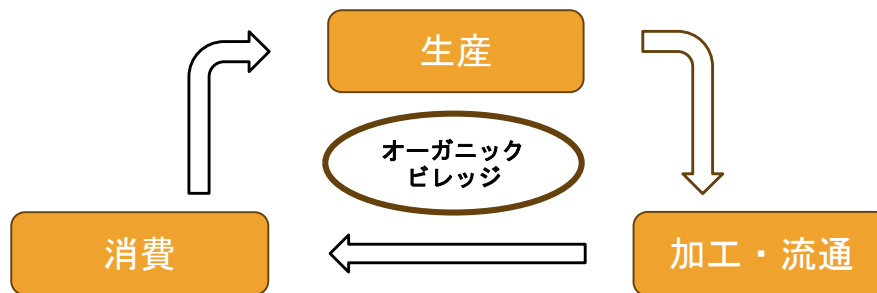 生産
オーガニック
ビレッジ
消費
加工・流通